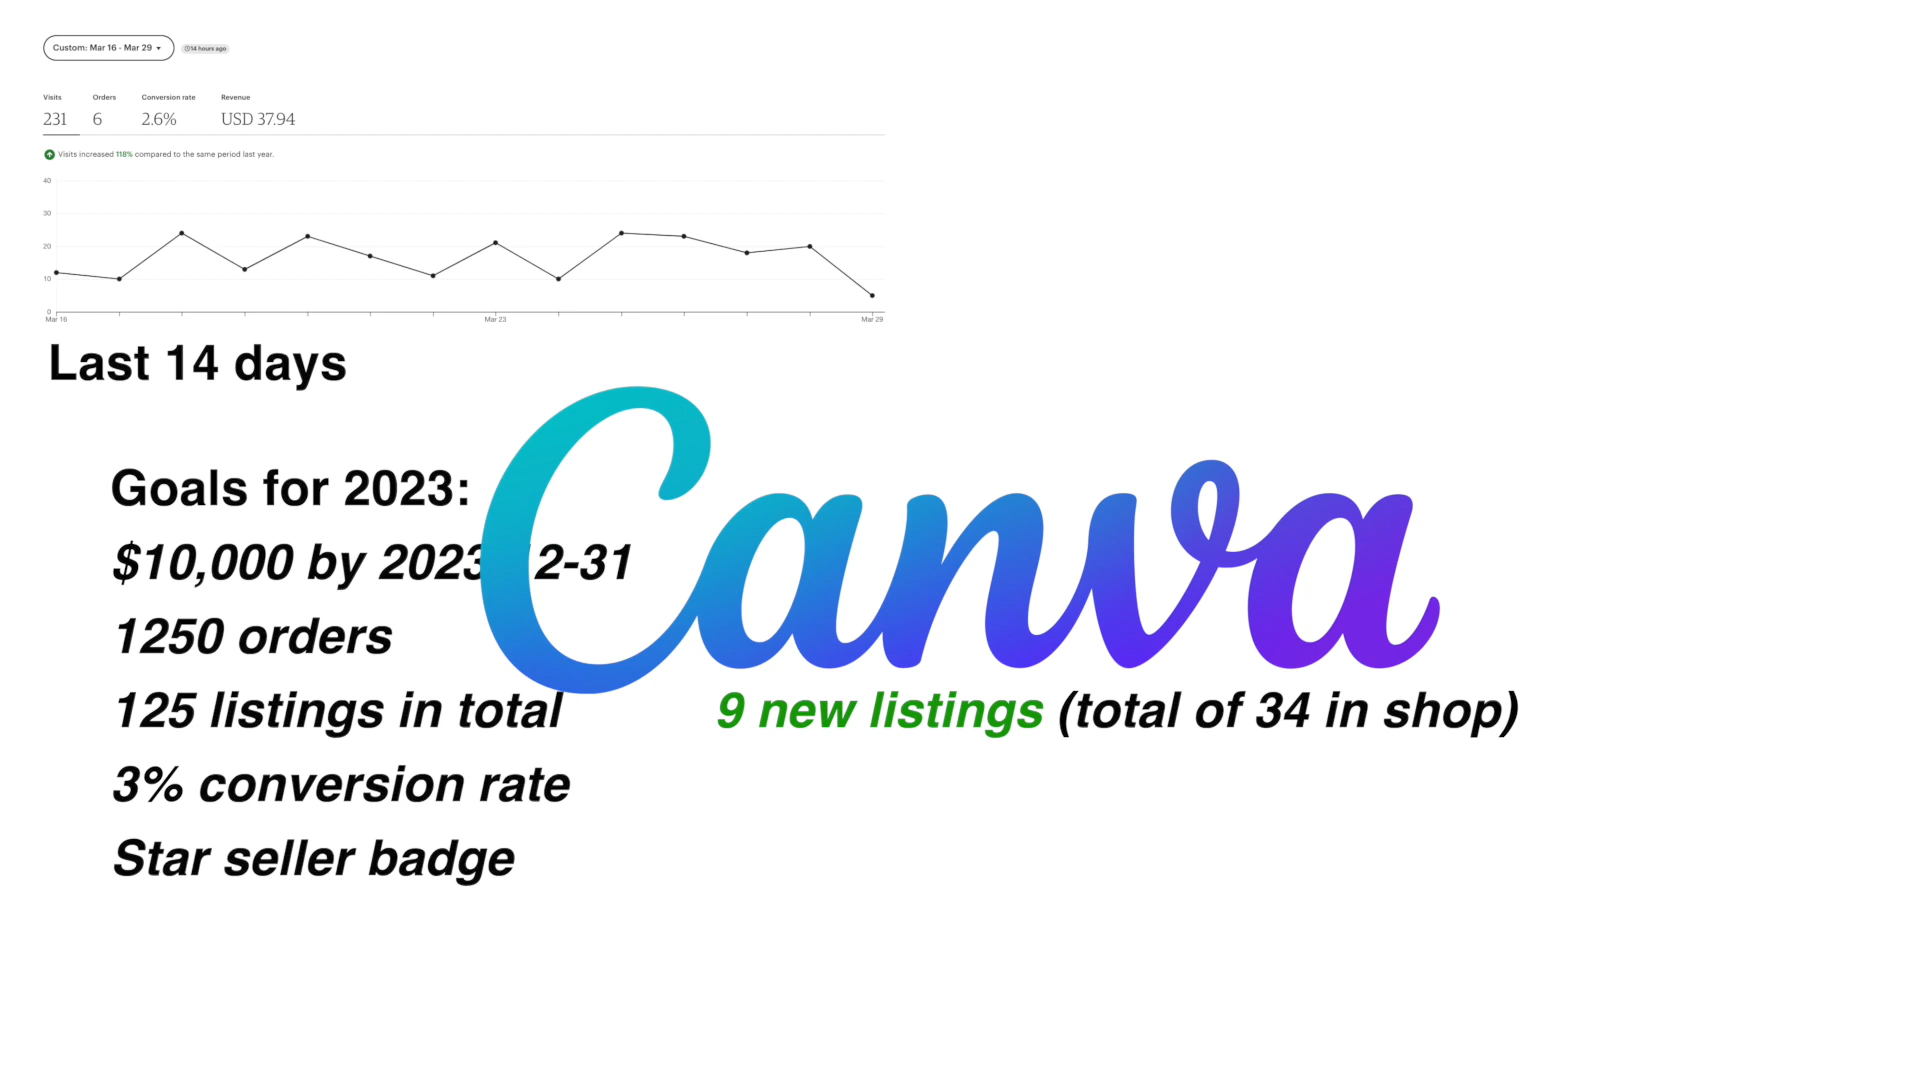 Custom: Mar 16 - Mar 29
14 hours ago
Visits Orders Conversion rate Revenue
231 6 2.6% USD 37.94
Visits increased 118% compared to the same period last year.
40
30
20
10
0
Mar 16 Mar 23 Mar 29
Last 14 days
Canva
Goals for 2023:
$10,000 by 2023 2-31
1250 orders
125 listings in total 9 new listings (total of 34 in shop)
3% conversion rate
Star seller badge